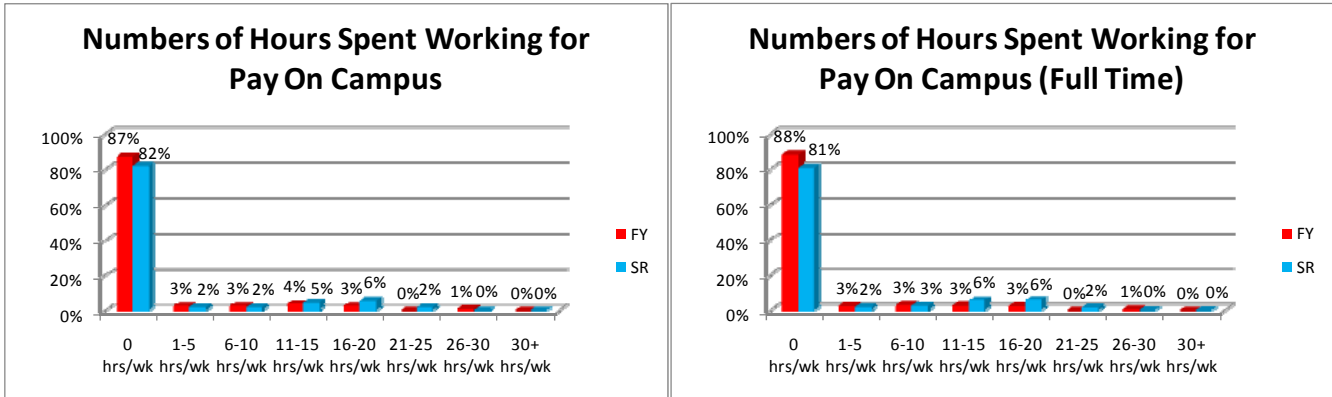 Numbers of Hours Spent Working for
Pay On Campus
100%
80%
60%
40%
20%
0%
87%
82%
3% 2%
3% 2%
4% 5%
3% 6%
0% 2%
1% 0%
0% 0%
0
hrs/wk
1-5
hrs/wk
6-10
hrs/wk
11-15
hrs/wk
16-20
hrs/wk
21-25
hrs/wk
26-30
hrs/wk
30+
hrs/wk
FY
SR
Numbers of Hours Spent Working for
Pay On Campus (Full Time)
100%
80%
60%
40%
20%
0%
88%
81%
3% 2%
3% 3%
3% 6%
3% 6%
0% 2%
1% 0%
0% 0%
0
hrs/wk
1-5
hrs/wk
6-10
hrs/wk
11-15
hrs/wk
16-20
hrs/wk
21-25
hrs/wk
26-30
hrs/wk
30+
hrs/wk
FY
SR